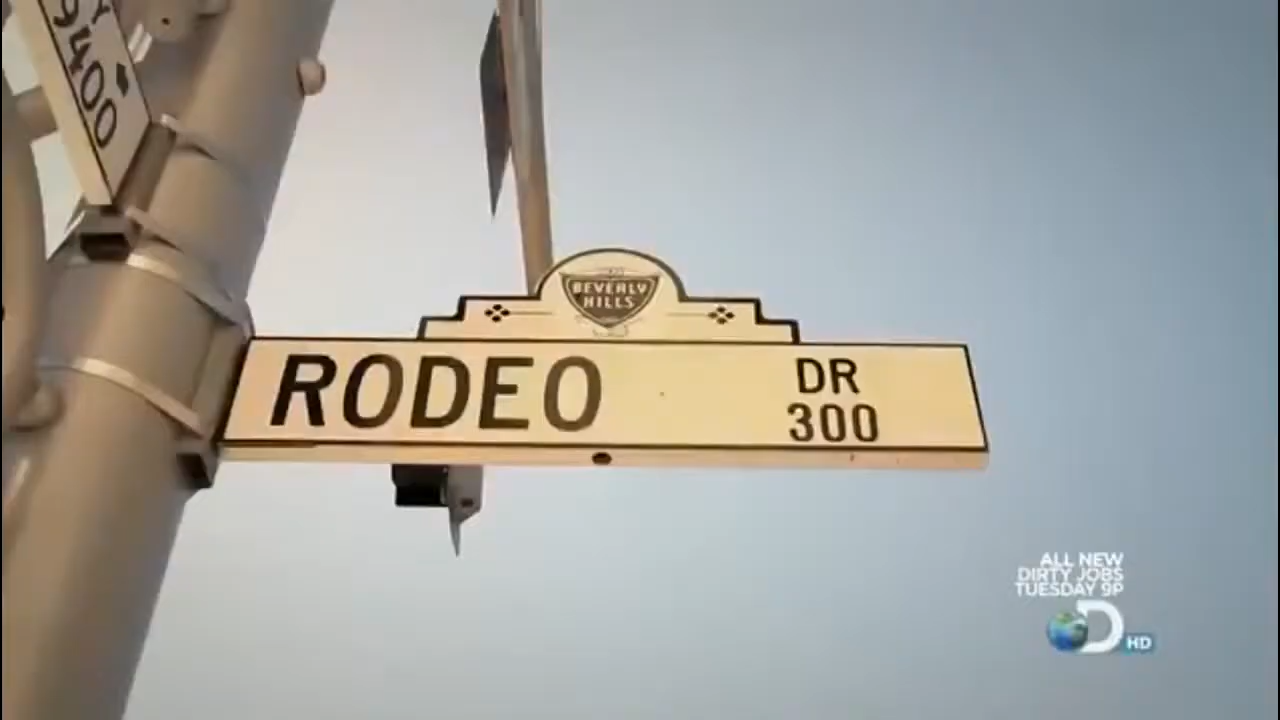 9400
BEVERLY
HILLS
RODEO
DR
300
ALL NEW
DIRTY JOBS
TUESDAY 9P
D HD